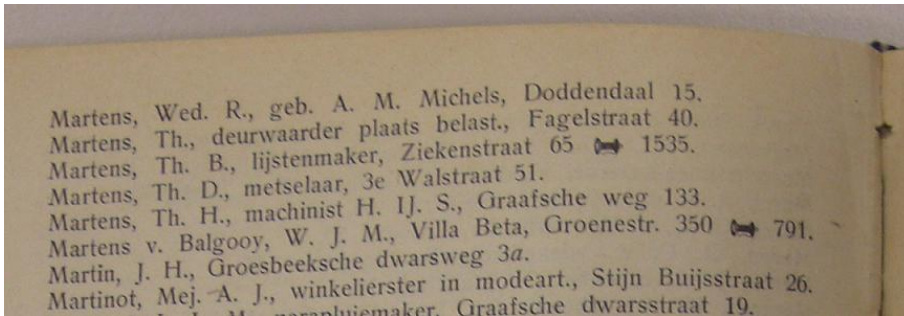 Martens, Wed. R., geb. A. M. Michels, Doddendaal 15.
Martens, Th., deurwaarder plaats belast., Fagelstraat 40.
Martens, Th. B., lijstenmaker, Ziekenstraat 65 1535.
Martens, Th. D., metselaar, 3e Walstraat 51.
Martens, Th. H., machinist H. IJ. S., Graafsche weg 133.
Martens v. Balgooy, W. J. M., Villa Beta, Groenestr. 350 791.
Martin, J. H., Groesbeeksche dwarsweg 3a.
Martinot, Mej. A. J., winkelierster in modeart., Stijn Buijsstraat 26.
parapluiemaker, Graafsche dwarsstraat 19.